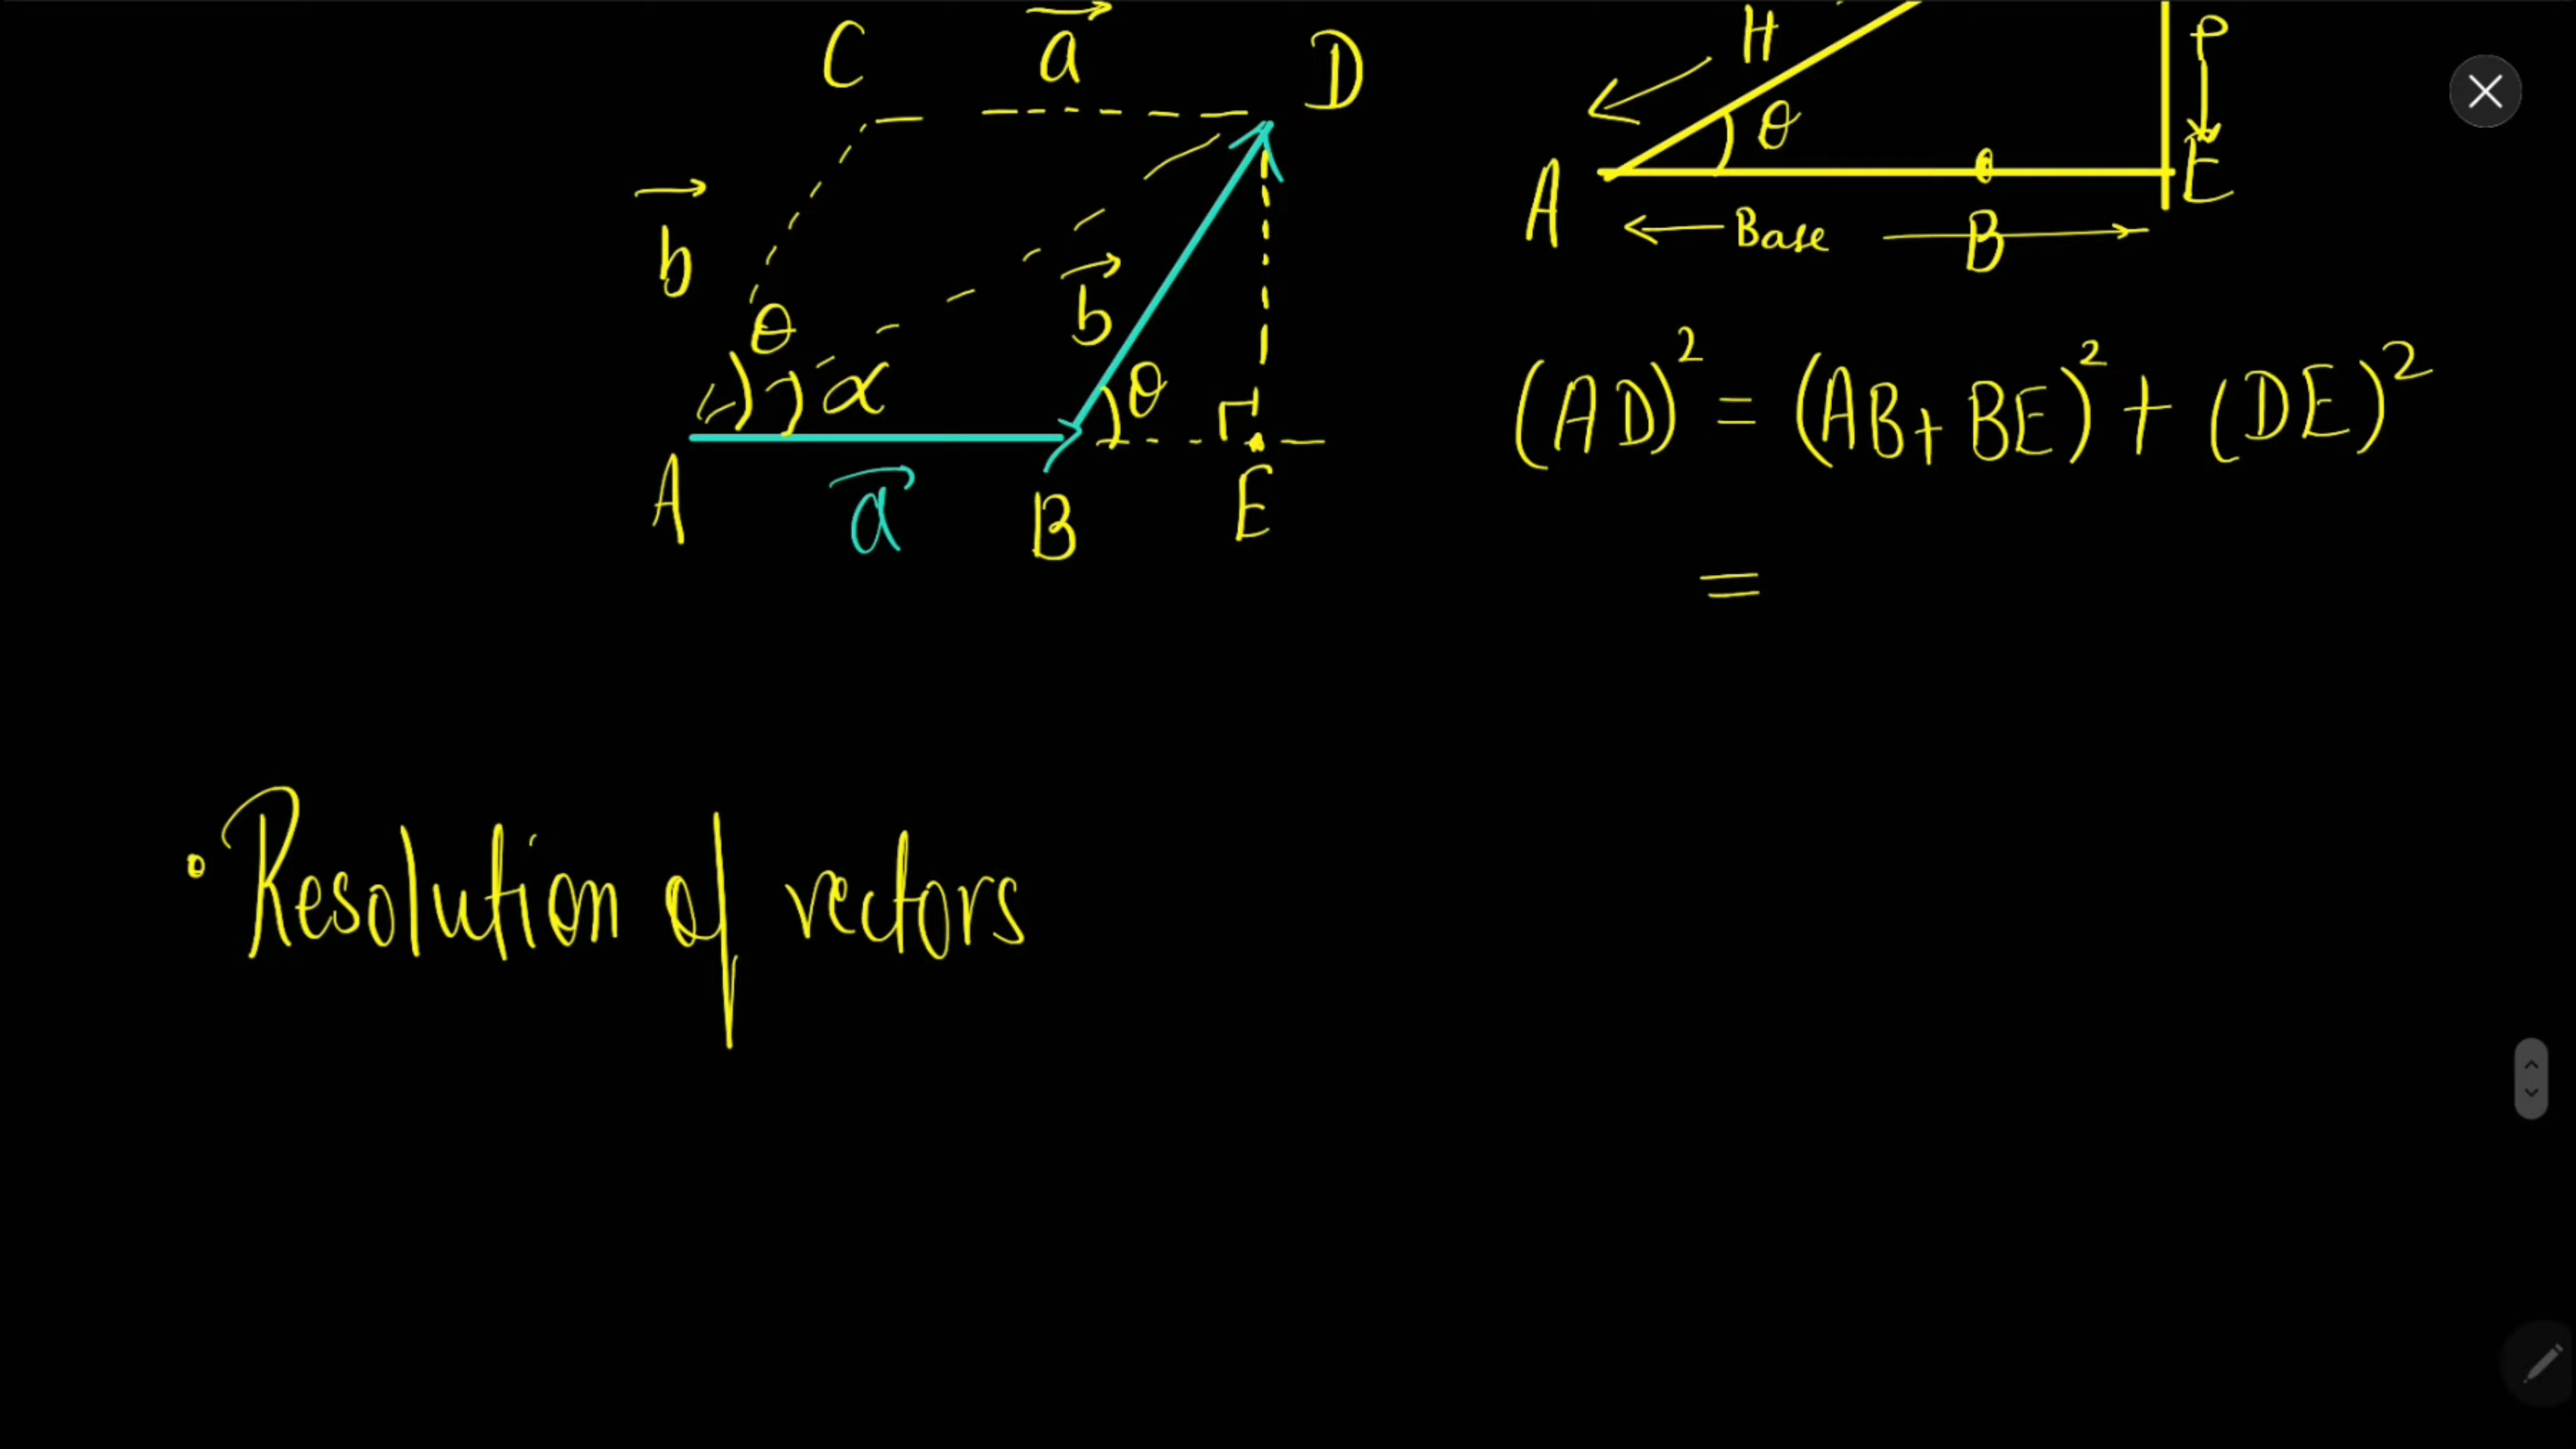 C a D
b θ α b θ
A a B E
H P
θ
A E
Base B
(AD)² = (AB+BE)² + (DE)²
=
Resolution of vectors